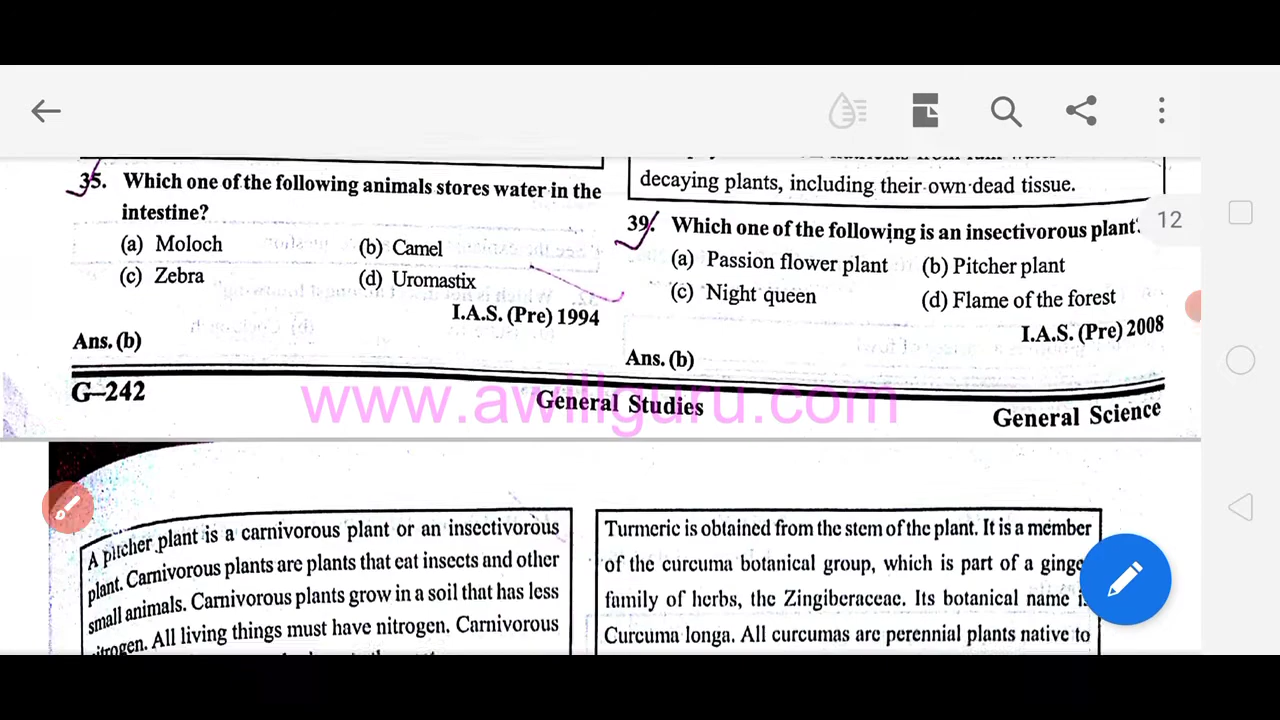 decaying plants, including their own dead tissue.
12
35. Which one of the following animals stores water in the
intestine?
(a) Moloch (b) Camel
(c) Zebra (d) Uromastix
I.A.S. (Pre) 1994
Ans. (b)
39. Which one of the following is an insectivorous plant
(a) Passion flower plant (b) Pitcher plant
(c) Night queen (d) Flame of the forest
I.A.S. (Pre) 2008
Ans. (b)
G–242 General Studies General Science
www.awillguru.com
A pitcher plant is a carnivorous plant or an insectivorous
plant. Carnivorous plants are plants that eat insects and other
small animals. Carnivorous plants grow in a soil that has less
nitrogen. All living things must have nitrogen. Carnivorous
Turmeric is obtained from the stem of the plant. It is a member
of the curcuma botanical group, which is part of a ginge
family of herbs, the Zingiberaceae. Its botanical name i
Curcuma longa. All curcumas are perennial plants native to